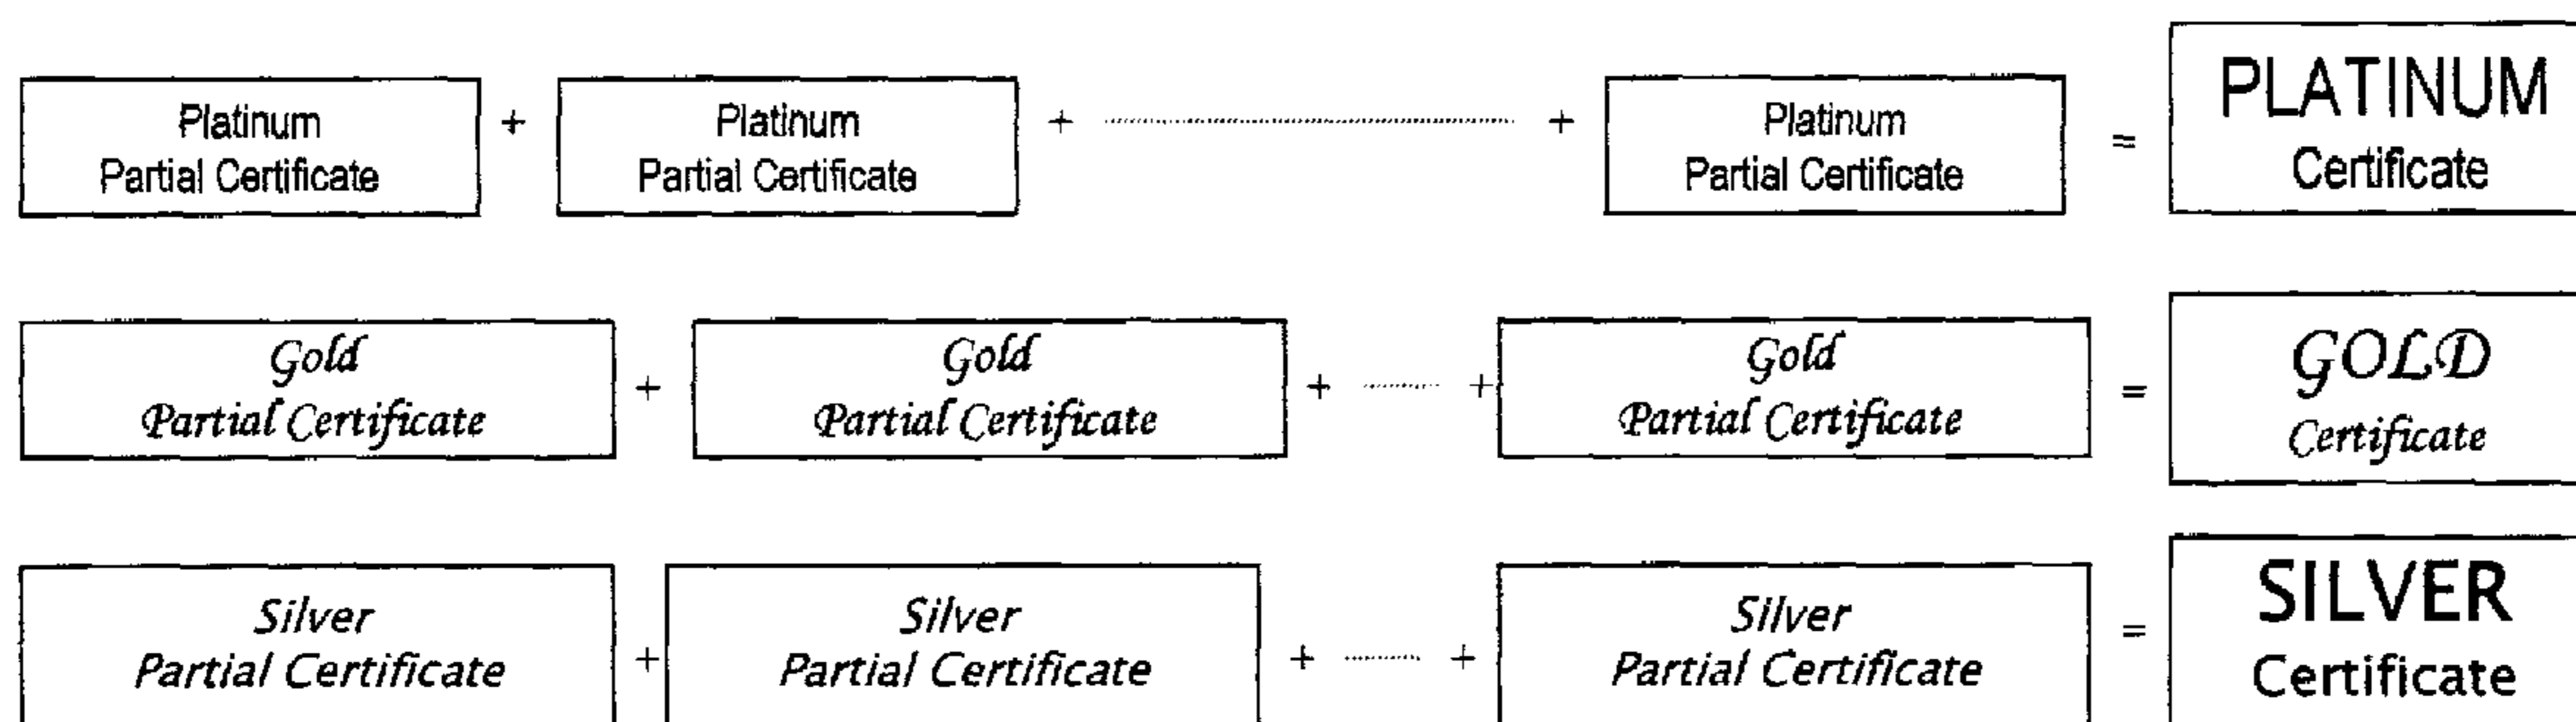 Platinum + Platinum + .................... + Platinum = PLATINUM
Partial Certificate Partial Certificate Partial Certificate Certificate
Gold + Gold + ........ + Gold = GOLD
Partial Certificate Partial Certificate Partial Certificate Certificate
Silver + Silver + ........ + Silver = SILVER
Partial Certificate Partial Certificate Partial Certificate Certificate